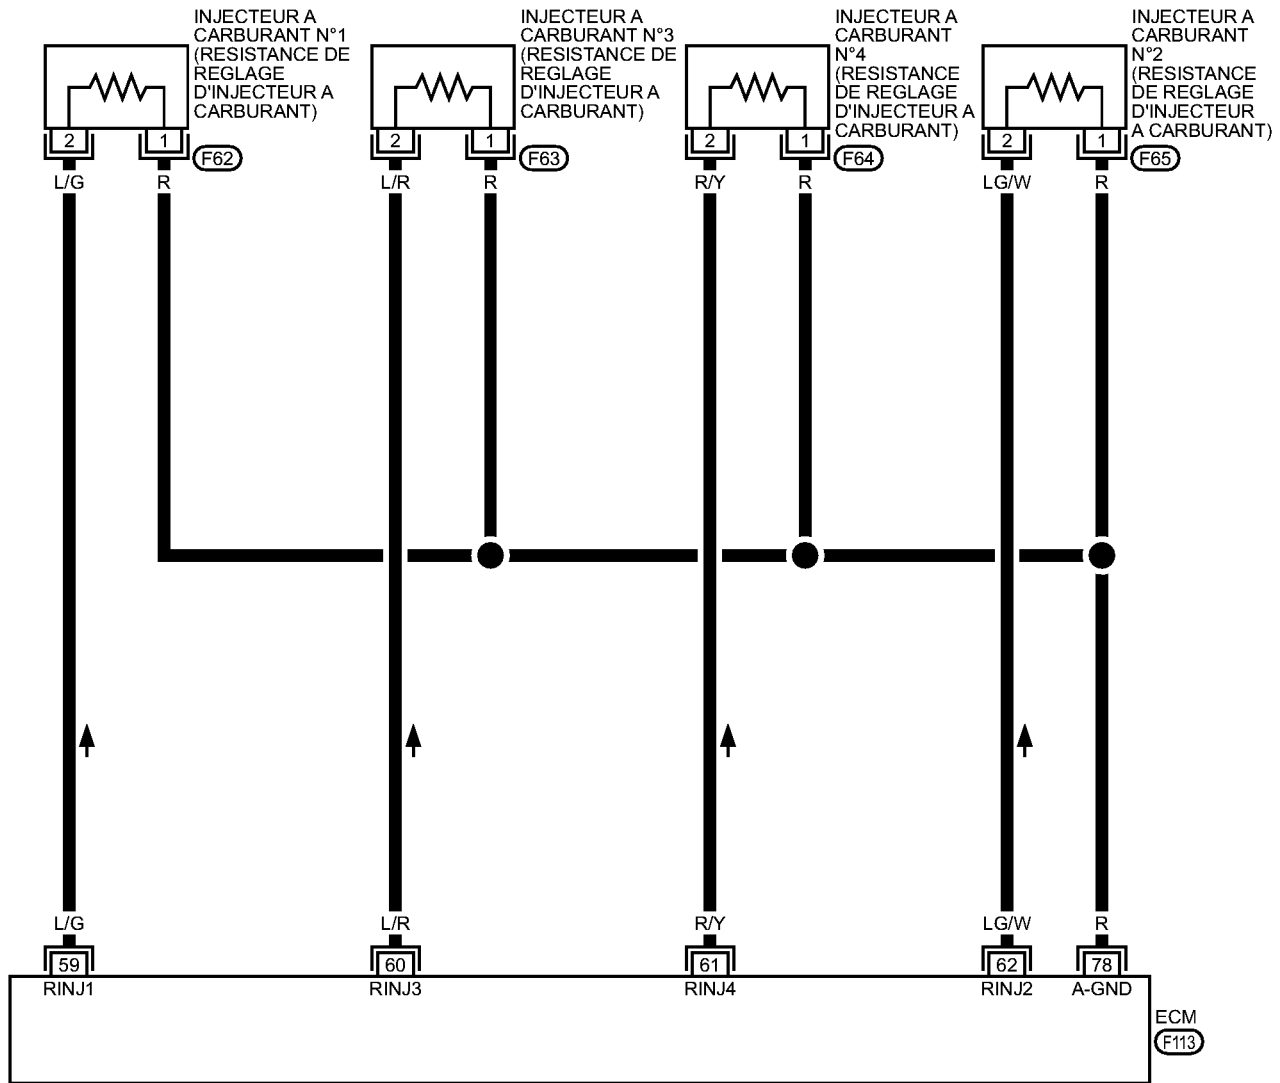 INJECTEUR A
CARBURANT N°1
(RESISTANCE DE
REGLAGE
D'INJECTEUR A
CARBURANT)
INJECTEUR A
CARBURANT N°3
(RESISTANCE DE
REGLAGE
D'INJECTEUR A
CARBURANT)
INJECTEUR A
CARBURANT
N°4
(RESISTANCE
DE REGLAGE
D'INJECTEUR A
CARBURANT)
INJECTEUR A
CARBURANT
N°2
(RESISTANCE
DE REGLAGE
D'INJECTEUR
A CARBURANT)
2 1 F62
2 1 F63
2 1 F64
2 1 F65
L/G R L/R R R/Y R LG/W R
L/G L/R R/Y LG/W R
59 60 61 62 78
RINJ1 RINJ3 RINJ4 RINJ2 A-GND
ECM
F113